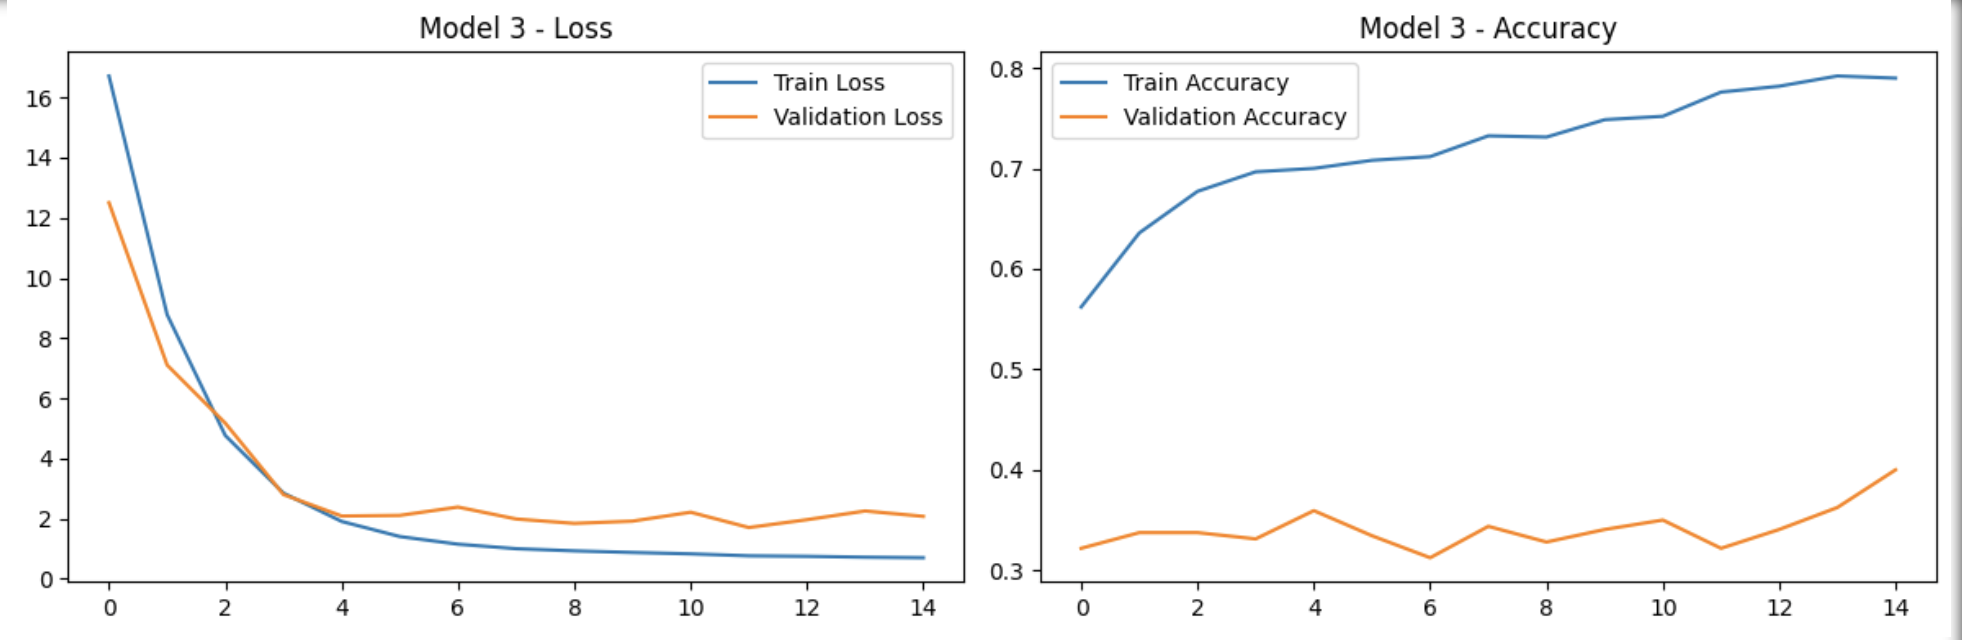 Model 3 - Loss
Train Loss
Validation Loss
16
14
12
10
8
6
4
2
0
0 2 4 6 8 10 12 14
Model 3 - Accuracy
Train Accuracy
Validation Accuracy
0.8
0.7
0.6
0.5
0.4
0.3
0 2 4 6 8 10 12 14